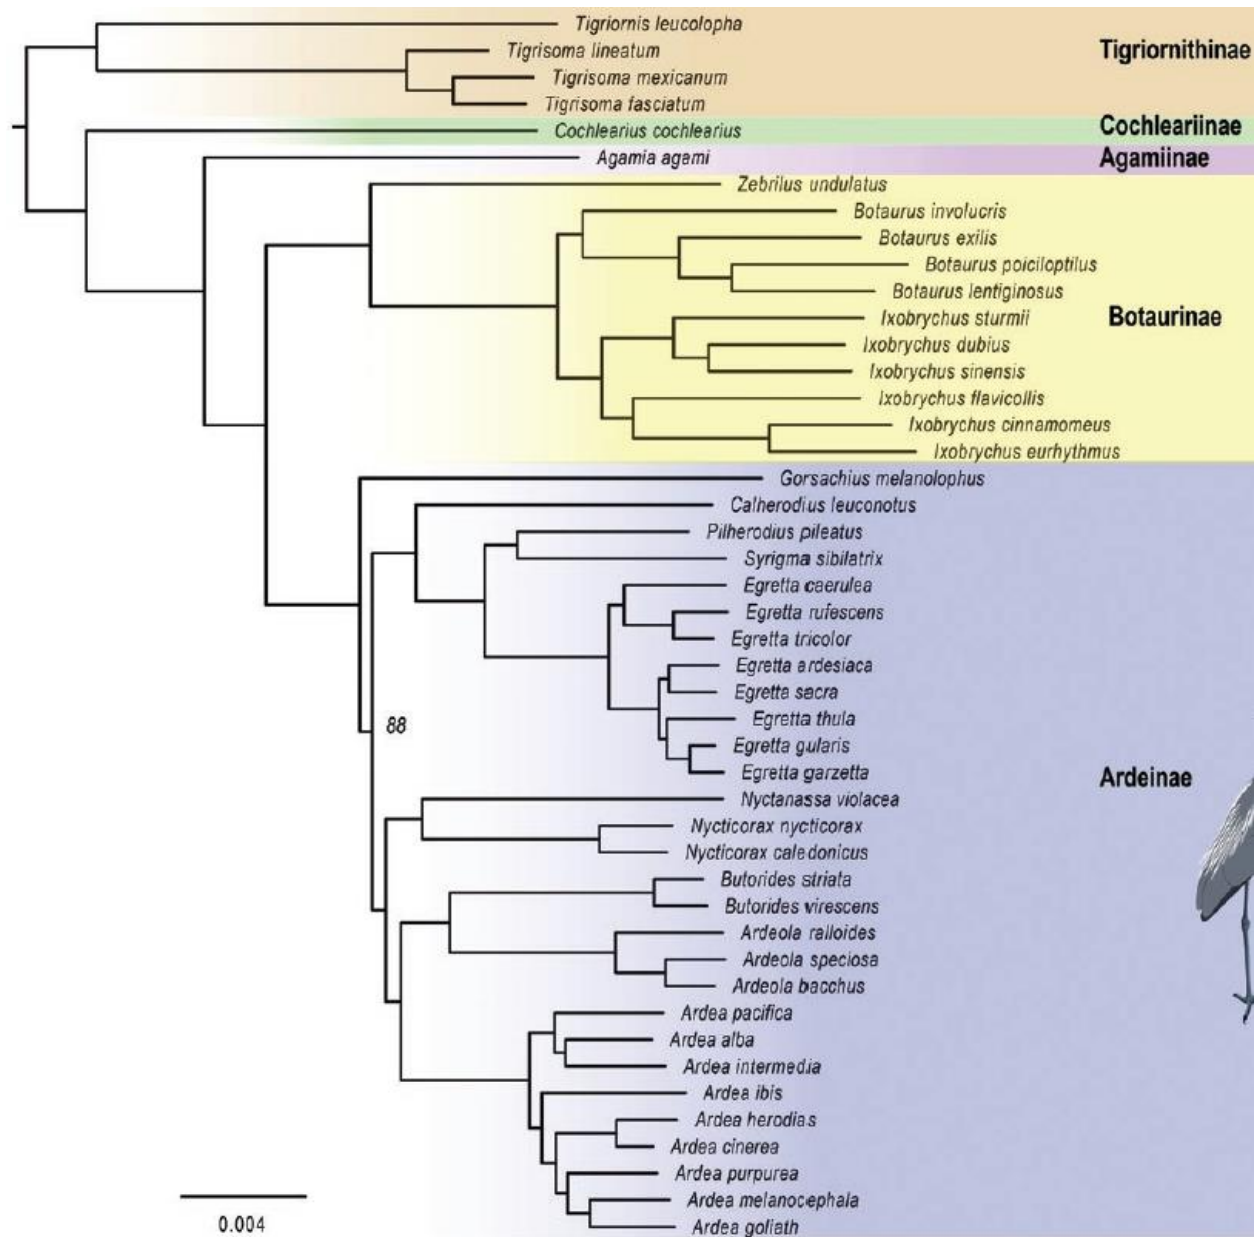 Tigriornis leucolopha
Tigrisoma lineatum
Tigriornithinae
Tigrisoma mexicanum
Tigrisoma fasciatum
Cochlearius cochlearius
Cochleariinae
Agamia agami
Agamiinae
Zebrilus undulatus
Botaurus involucris
Botaurus exilis
Botaurus poiciloptilus
Botaurus lentiginosus
Ixobrychus sturmii
Botaurinae
Ixobrychus dubius
Ixobrychus sinensis
Ixobrychus flavicollis
Ixobrychus cinnamomeus
Ixobrychus eurhythmus
Gorsachius melanolophus
Calherodius leuconotus
Pilherodius pileatus
Syrigma sibilatrix
Egretta caerulea
Egretta rufescens
Egretta tricolor
Egretta ardesiaca
Egretta sacra
Egretta thula
88
Egretta gularis
Egretta garzetta
Ardeinae
Nyctanassa violacea
Nycticorax nycticorax
Nycticorax caledonicus
Butorides striata
Butorides virescens
Ardeola ralloides
Ardeola speciosa
Ardeola bacchus
Ardea pacifica
Ardea alba
Ardea intermedia
Ardea ibis
Ardea herodias
Ardea cinerea
Ardea purpurea
Ardea melanocephala
Ardea goliath
0.004